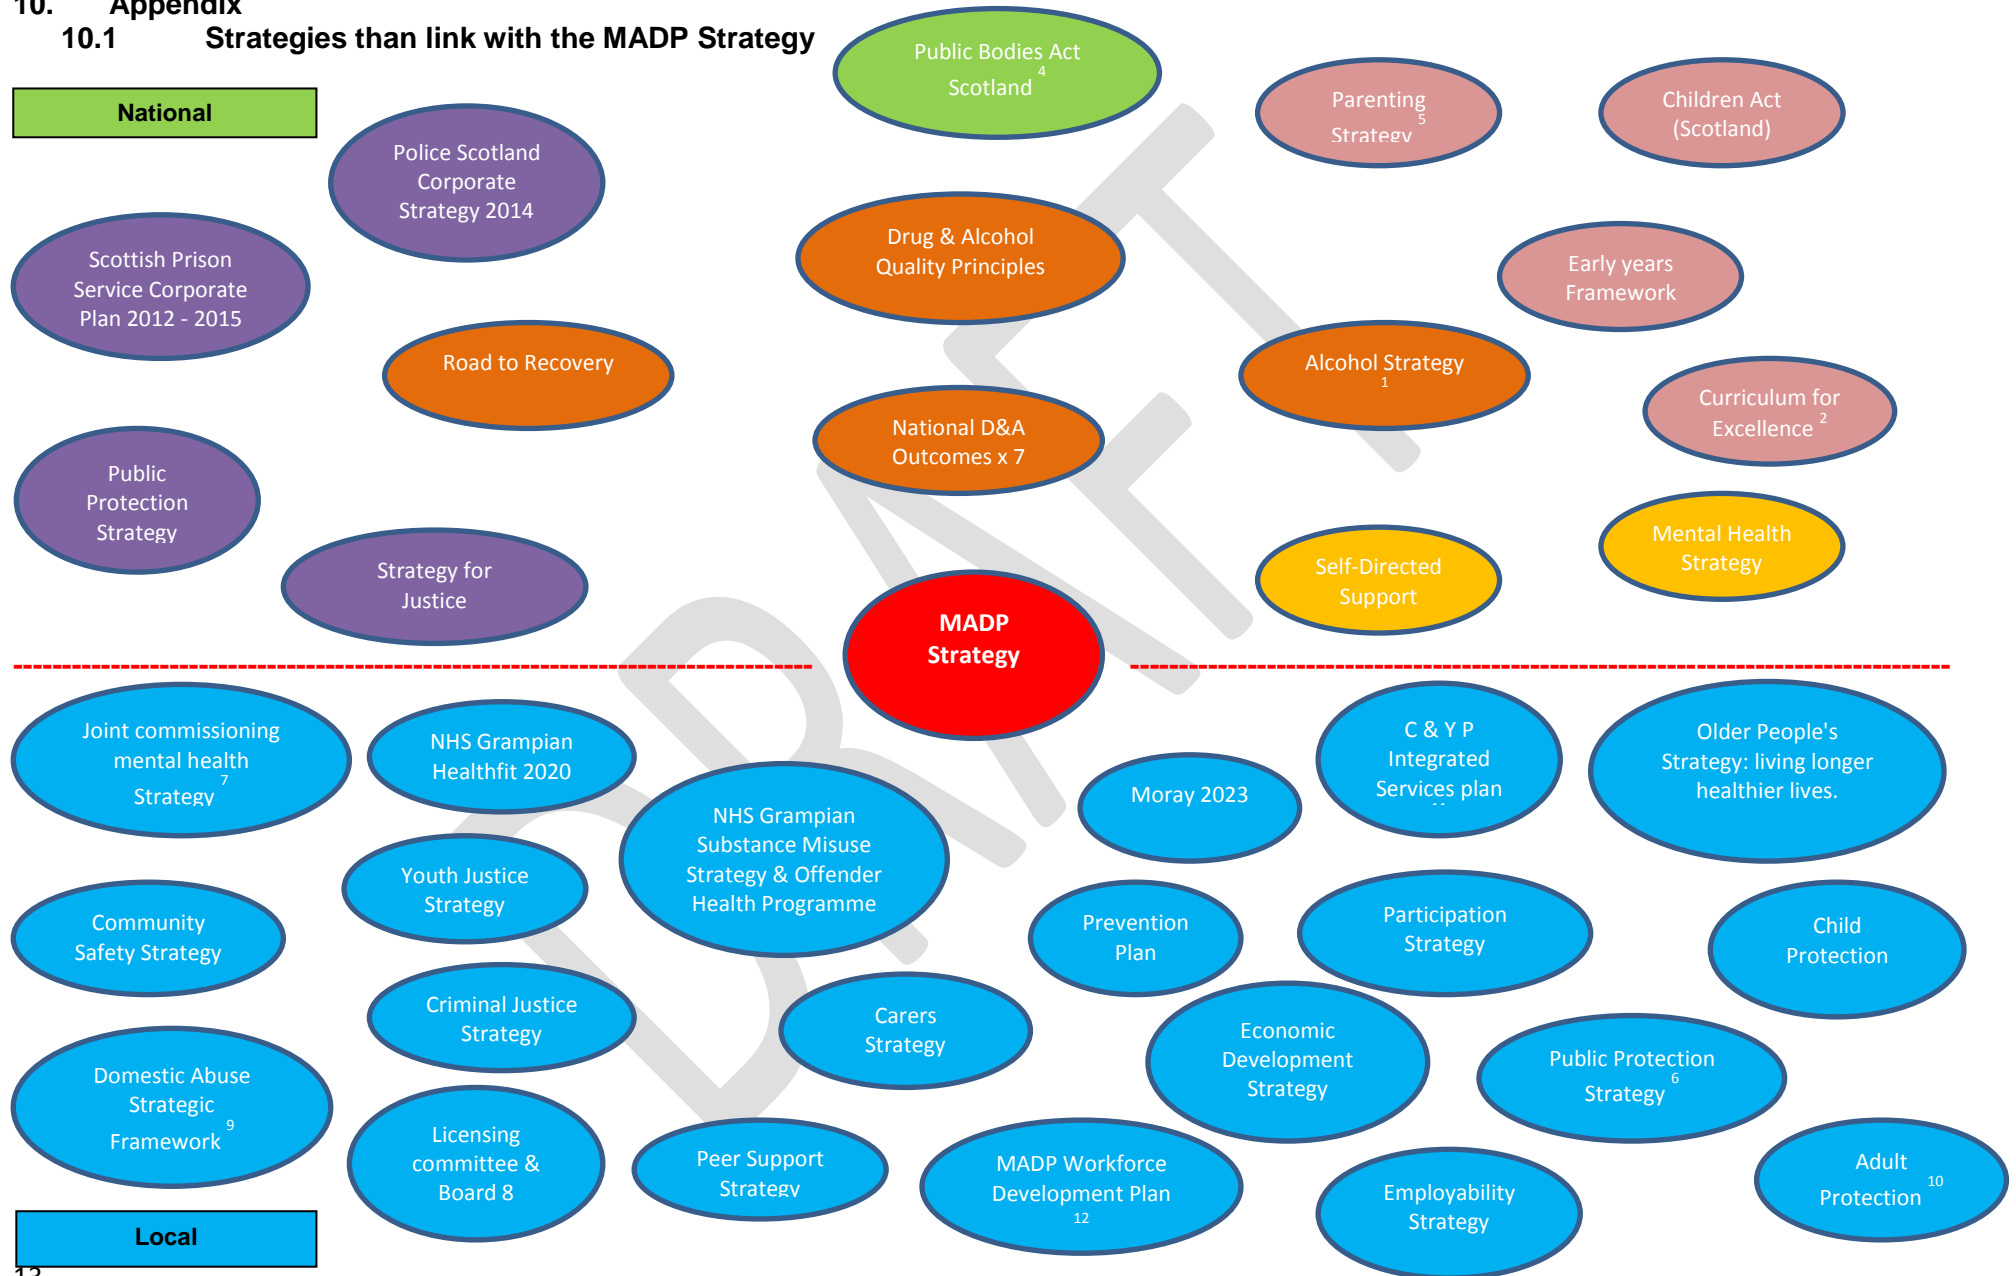 10. Appendix
10.1 Strategies than link with the MADP Strategy
National
Public Bodies Act
Scotland 4
Parenting
Strategy 5
Children Act
(Scotland)
Police Scotland
Corporate
Strategy 2014
Scottish Prison
Service Corporate
Plan 2012 - 2015
Drug & Alcohol
Quality Principles
Early years
Framework
Road to Recovery
Alcohol Strategy
1
National D&A
Outcomes x 7
Curriculum for
Excellence 2
Public
Protection
Strategy
Strategy for
Justice
Self-Directed
Support
Mental Health
Strategy
MADP
Strategy
DRAFT
Joint commissioning
mental health
Strategy 7
NHS Grampian
Healthfit 2020
NHS Grampian
Substance Misuse
Strategy & Offender
Health Programme
Moray 2023
C & Y P
Integrated
Services plan
11
Older People's
Strategy: living longer
healthier lives.
Youth Justice
Strategy
Community
Safety Strategy
Prevention
Plan
Participation
Strategy
Child
Protection
Criminal Justice
Strategy
Carers
Strategy
Economic
Development
Strategy
Public Protection
Strategy 6
Domestic Abuse
Strategic
Framework 9
Licensing
committee &
Board 8
Peer Support
Strategy
MADP Workforce
Development Plan
12
Employability
Strategy
Adult
Protection 10
Local
13